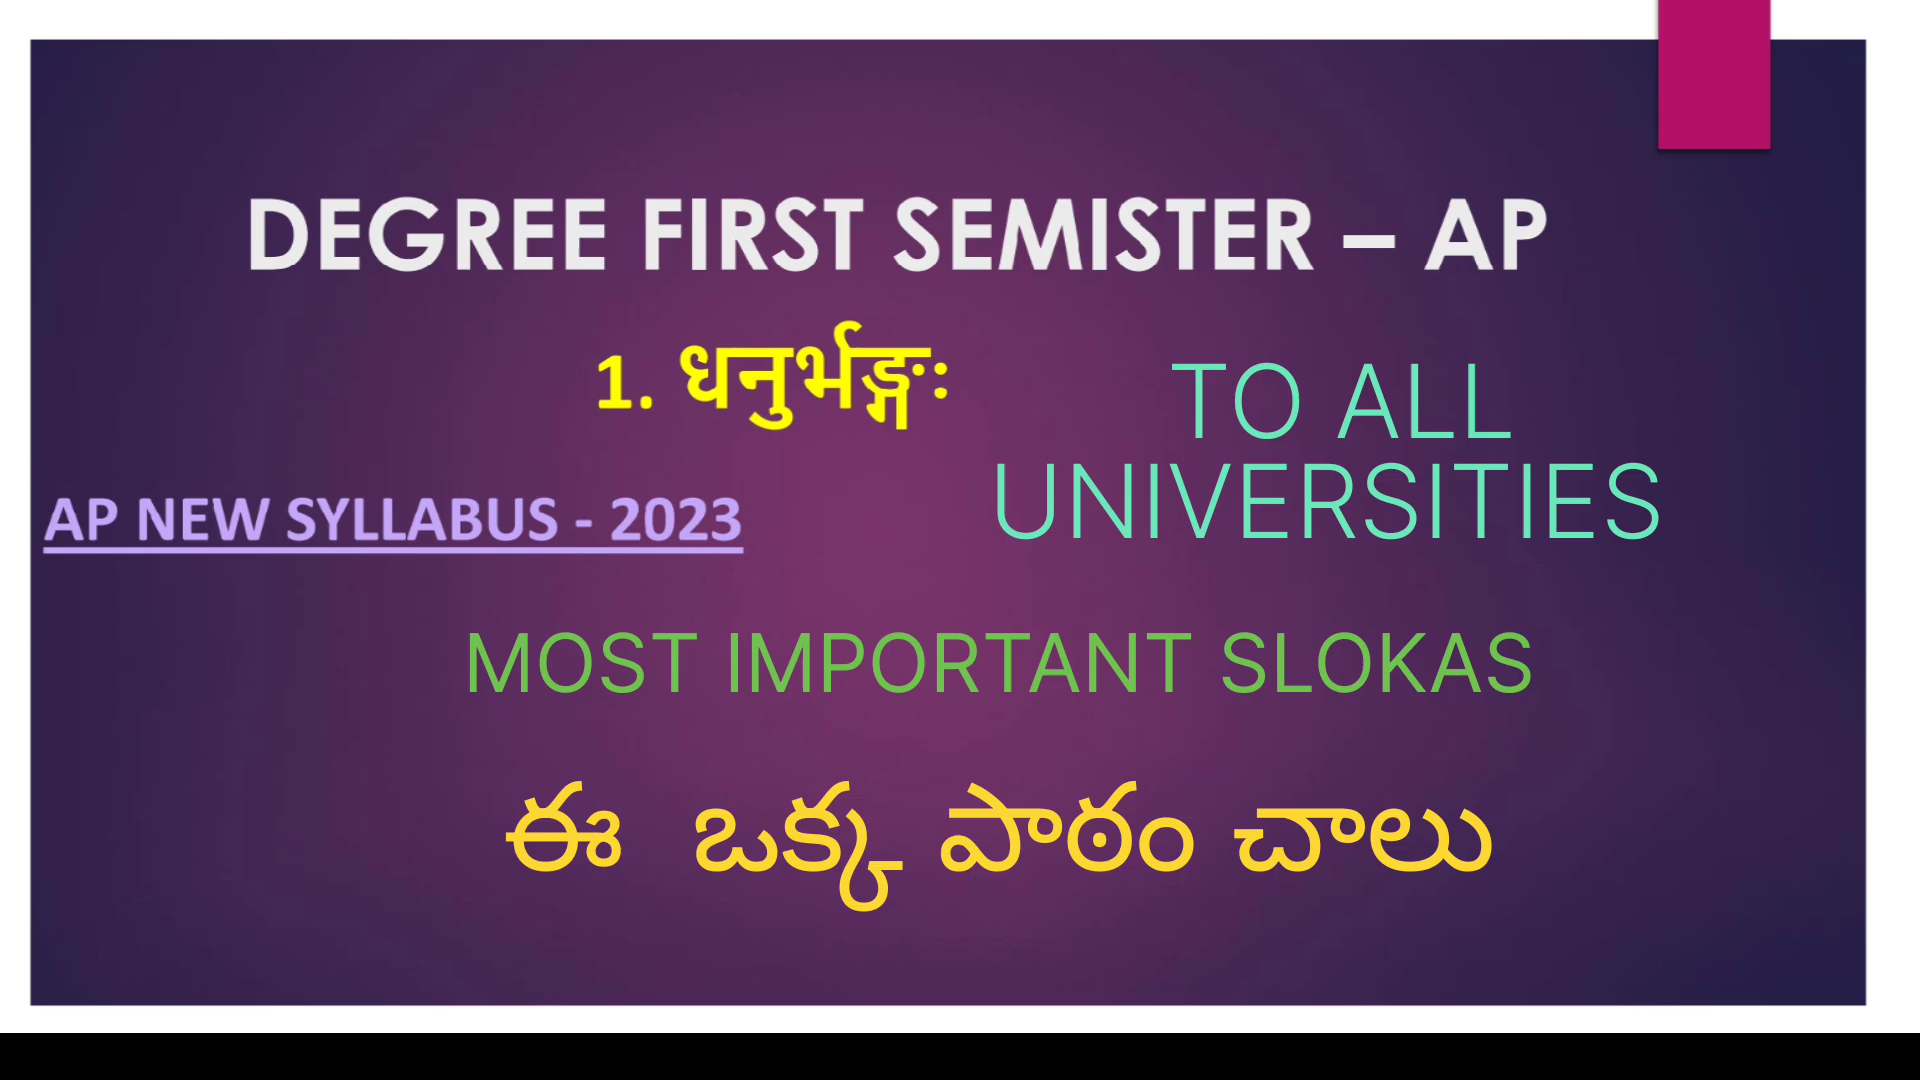 DEGREE FIRST SEMISTER – AP
1. धनुर्भङ्गः
TO ALL
UNIVERSITIES
AP NEW SYLLABUS - 2023
MOST IMPORTANT SLOKAS
ఈ ఒక్క పాఠం చాలు